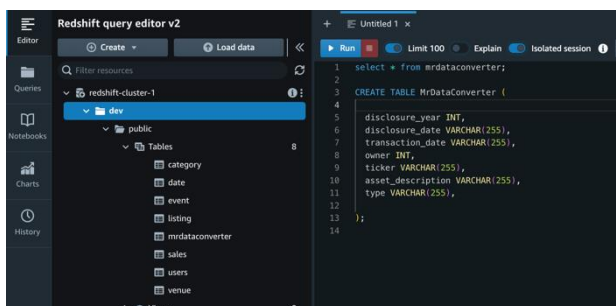 Editor
Queries
Notebooks
Charts
History
Redshift query editor v2
Create
Load data
Filter resources
redshift-cluster-1
dev
public
Tables 8
category
date
event
listing
mrdataconverter
sales
users
venue
Untitled 1
Run Limit 100 Explain Isolated session
1 select * from mrdataconverter;
2
3 CREATE TABLE MrDataConverter (
4
5 disclosure_year INT,
6 disclosure_date VARCHAR(255),
7 transaction_date VARCHAR(255),
8 owner INT,
9 ticker VARCHAR(255),
10 asset_description VARCHAR(255),
11 type VARCHAR(255),
12
13 );
14